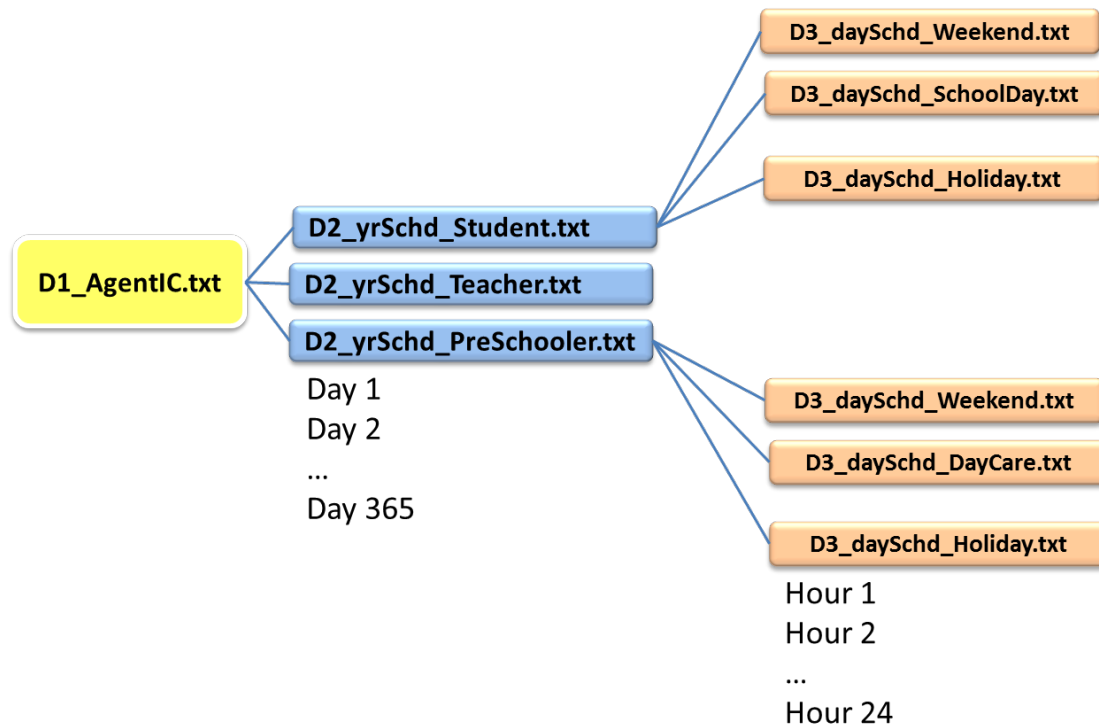 D1_AgentIC.txt
D2_yrSchd_Student.txt
D2_yrSchd_Teacher.txt
D2_yrSchd_PreSchooler.txt
Day 1
Day 2
...
Day 365
D3_daySchd_Weekend.txt
D3_daySchd_SchoolDay.txt
D3_daySchd_Holiday.txt
D3_daySchd_Weekend.txt
D3_daySchd_DayCare.txt
D3_daySchd_Holiday.txt
Hour 1
Hour 2
...
Hour 24